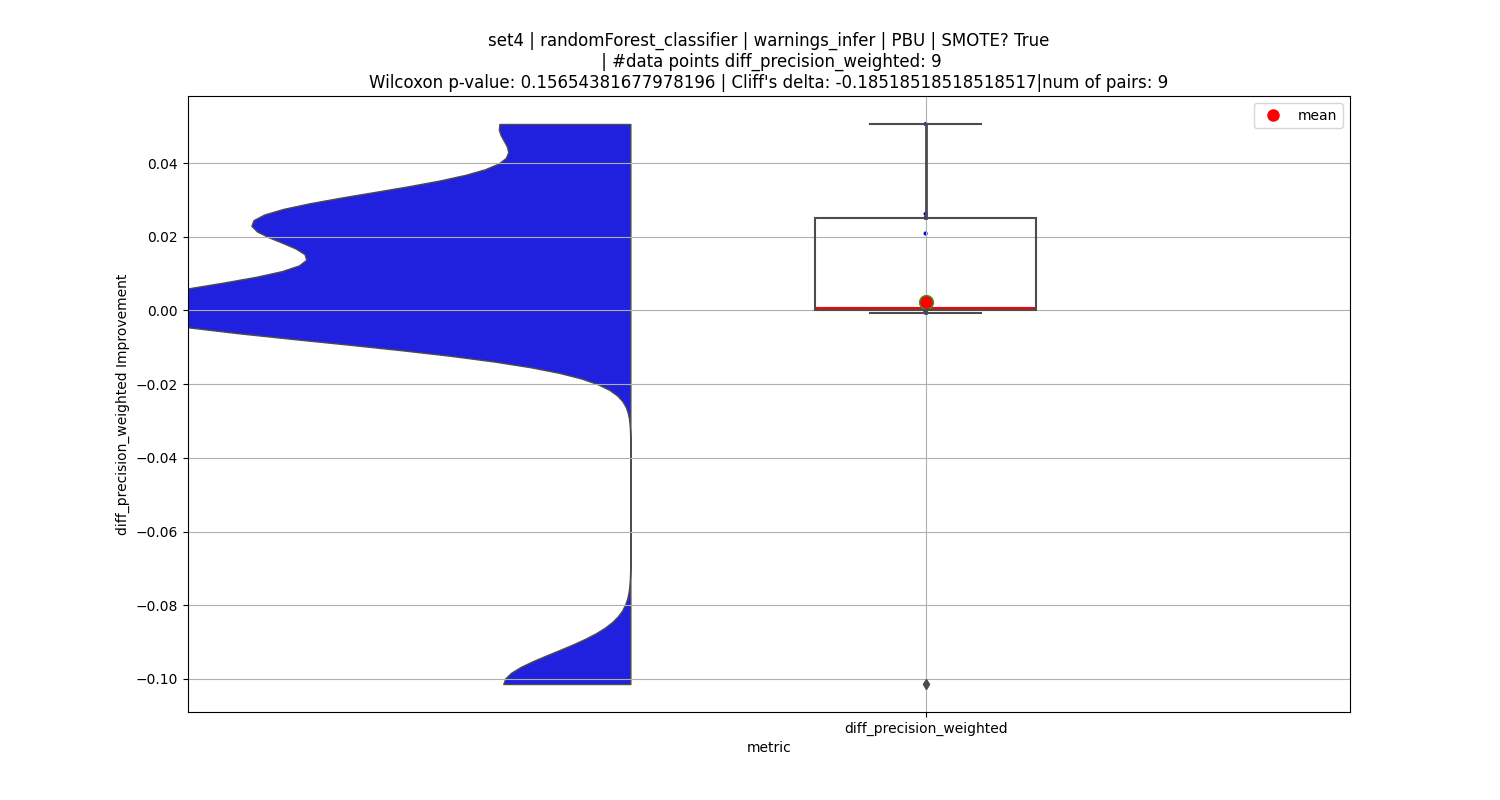 set4 | randomForest_classifier | warnings_infer | PBU | SMOTE? True
| #data points diff_precision_weighted: 9
Wilcoxon p-value: 0.15654381677978196 | Cliff's delta: -0.18518518518518517|num of pairs: 9
mean
0.04
0.02
0.00
−0.02
−0.04
−0.06
−0.08
−0.10
diff_precision_weighted Improvement
diff_precision_weighted
metric